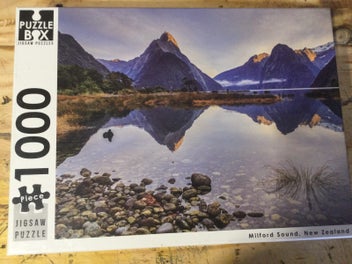 PUZZLE
BOX
JIGSAW PUZZLES
1000
Piece
JIGSAW
PUZZLE
Milford Sound, New Zealand